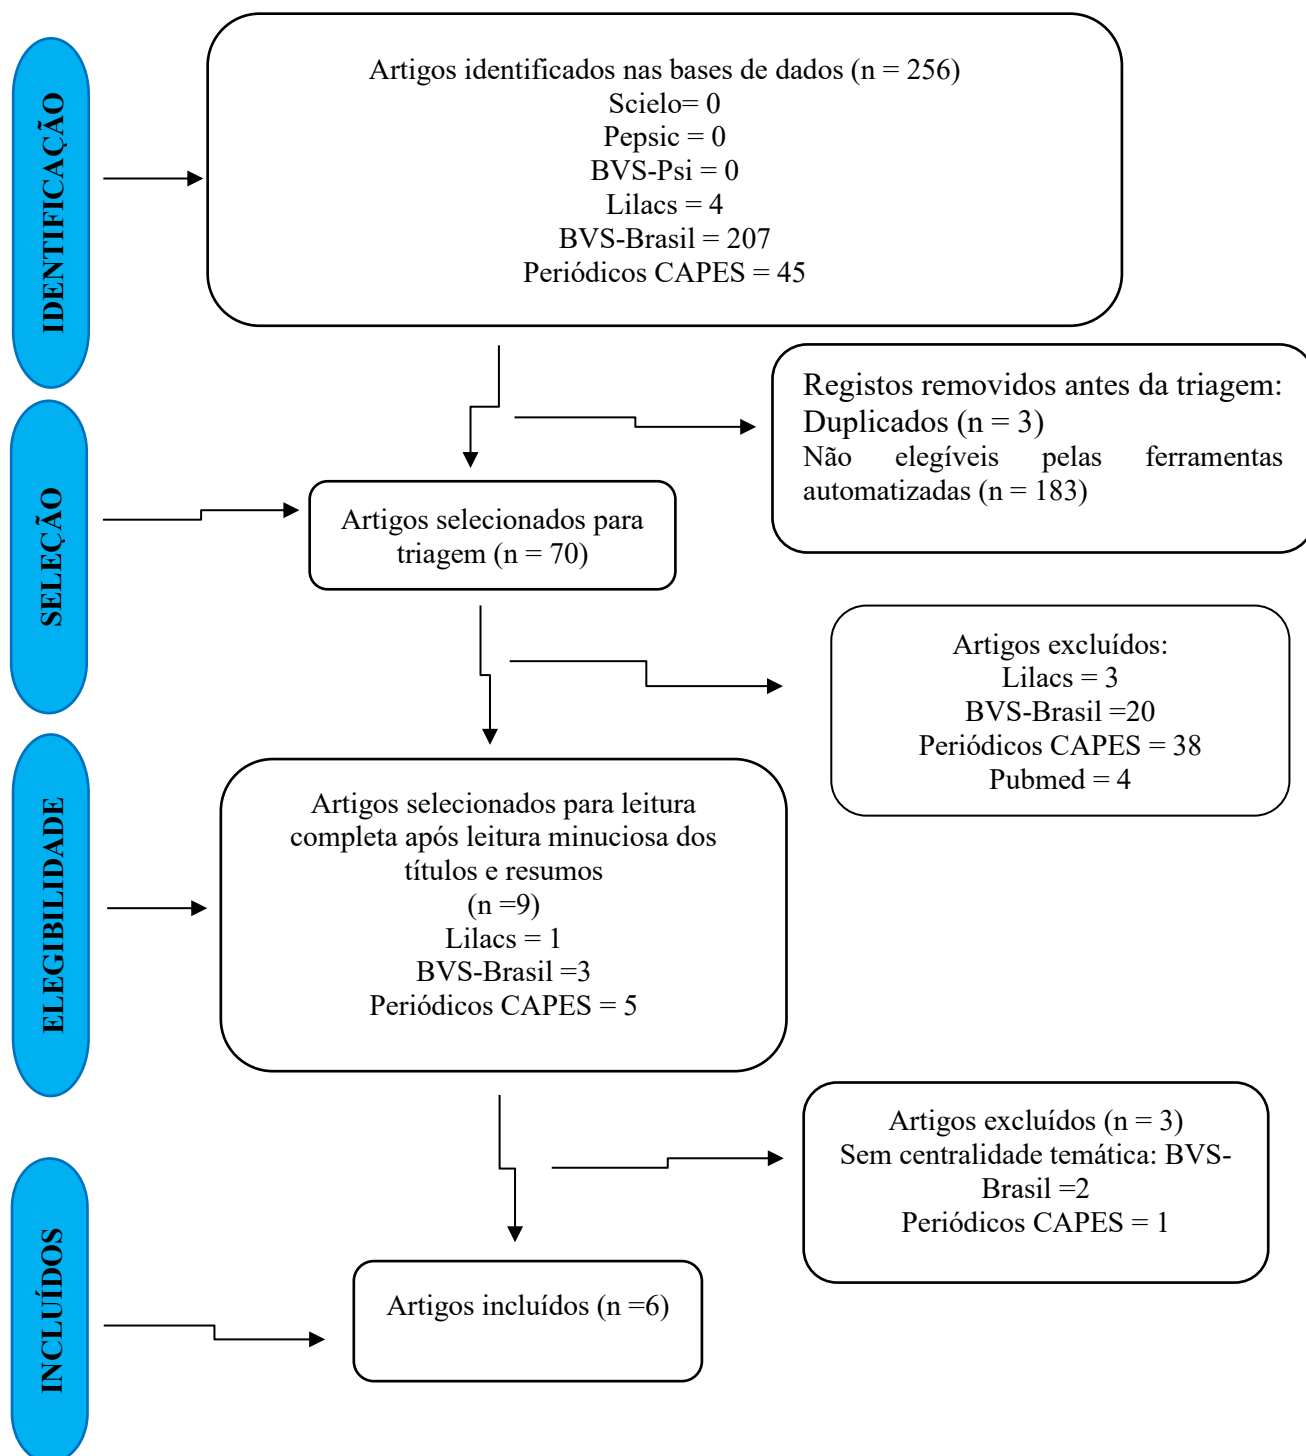 IDENTIFICAÇÃO
Artigos identificados nas bases de dados (n = 256)
Scielo= 0
Pepsic = 0
BVS-Psi = 0
Lilacs = 4
BVS-Brasil = 207
Periódicos CAPES = 45
Registos removidos antes da triagem:
Duplicados (n = 3)
Não elegíveis pelas ferramentas
automatizadas (n = 183)
SELEÇÃO
Artigos selecionados para
triagem (n = 70)
Artigos excluídos:
Lilacs = 3
BVS-Brasil =20
Periódicos CAPES = 38
Pubmed = 4
ELEGIBILIDADE
Artigos selecionados para leitura
completa após leitura minuciosa dos
títulos e resumos
(n =9)
Lilacs = 1
BVS-Brasil =3
Periódicos CAPES = 5
Artigos excluídos (n = 3)
Sem centralidade temática: BVS-
Brasil =2
Periódicos CAPES = 1
INCLUÍDOS
Artigos incluídos (n =6)